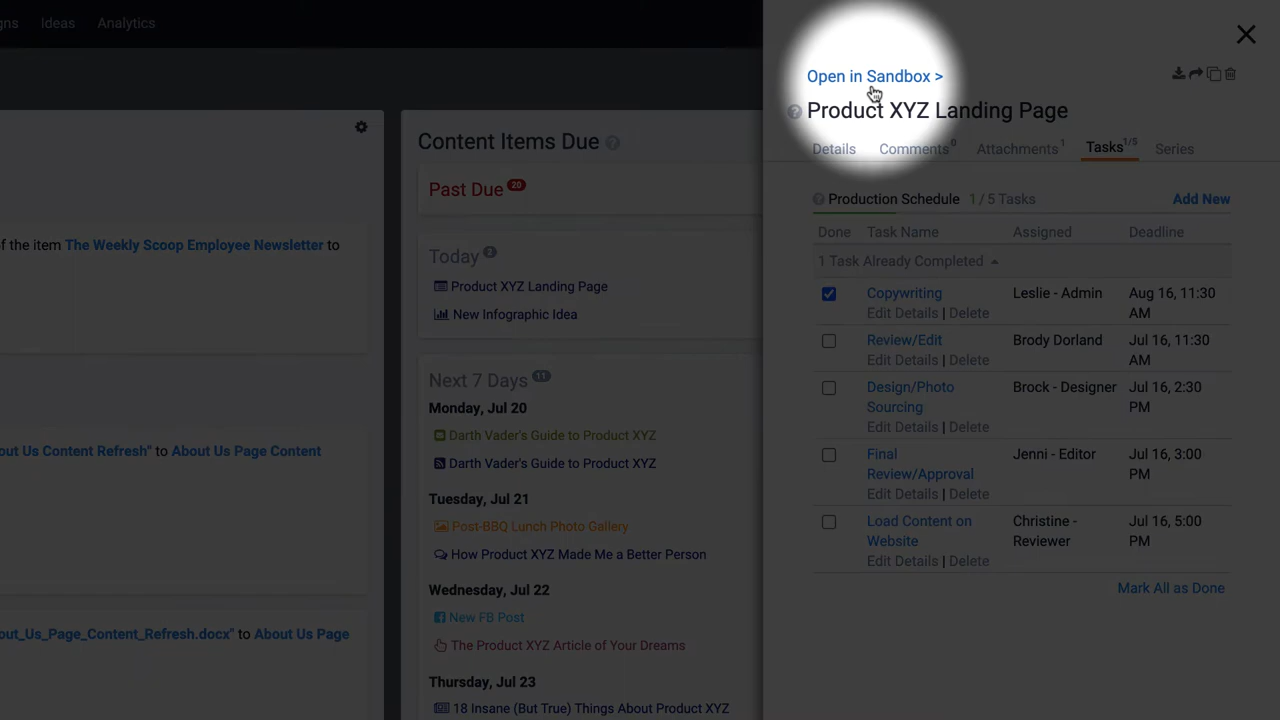 gns Ideas Analytics
of the item The Weekly Scoop Employee Newsletter to
out Us Content Refresh" to About Us Page Content
out_Us_Page_Content_Refresh.docx" to About Us Page
Content Items Due
Past Due 20
Today 2
Product XYZ Landing Page
New Infographic Idea
Next 7 Days 11
Monday, Jul 20
Darth Vader's Guide to Product XYZ
Darth Vader's Guide to Product XYZ
Tuesday, Jul 21
Post-BBQ Lunch Photo Gallery
How Product XYZ Made Me a Better Person
Wednesday, Jul 22
New FB Post
The Product XYZ Article of Your Dreams
Thursday, Jul 23
18 Insane (But True) Things About Product XYZ
Open in Sandbox >
Product XYZ Landing Page
Details Comments 0 Attachments 1 Tasks 1/5 Series
Production Schedule 1 / 5 Tasks Add New
Done Task Name Assigned Deadline
1 Task Already Completed
Copywriting Leslie - Admin Aug 16, 11:30
Edit Details | Delete AM
Review/Edit Brody Dorland Jul 16, 11:30
Edit Details | Delete AM
Design/Photo Brock - Designer Jul 16, 2:30
Sourcing PM
Edit Details | Delete
Final Jenni - Editor Jul 16, 3:00
Review/Approval PM
Edit Details | Delete
Load Content on Christine - Jul 16, 5:00
Website Reviewer PM
Edit Details | Delete
Mark All as Done